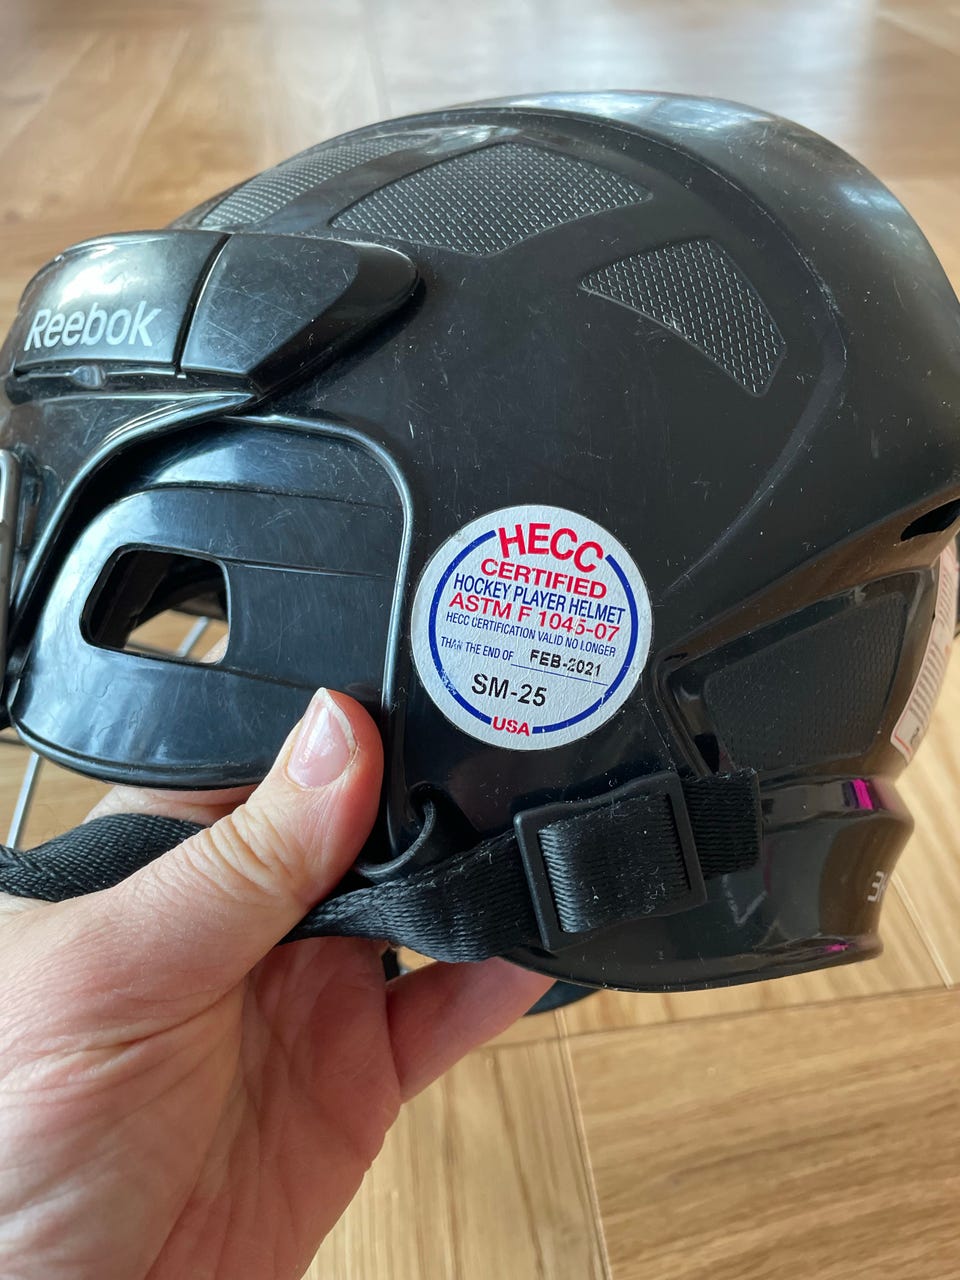 Reebok
HECC
CERTIFIED
HOCKEY PLAYER HELMET
ASTM F 1045-07
HECC CERTIFICATION VALID NO LONGER
THAN THE END OF FEB-2021
SM-25
USA